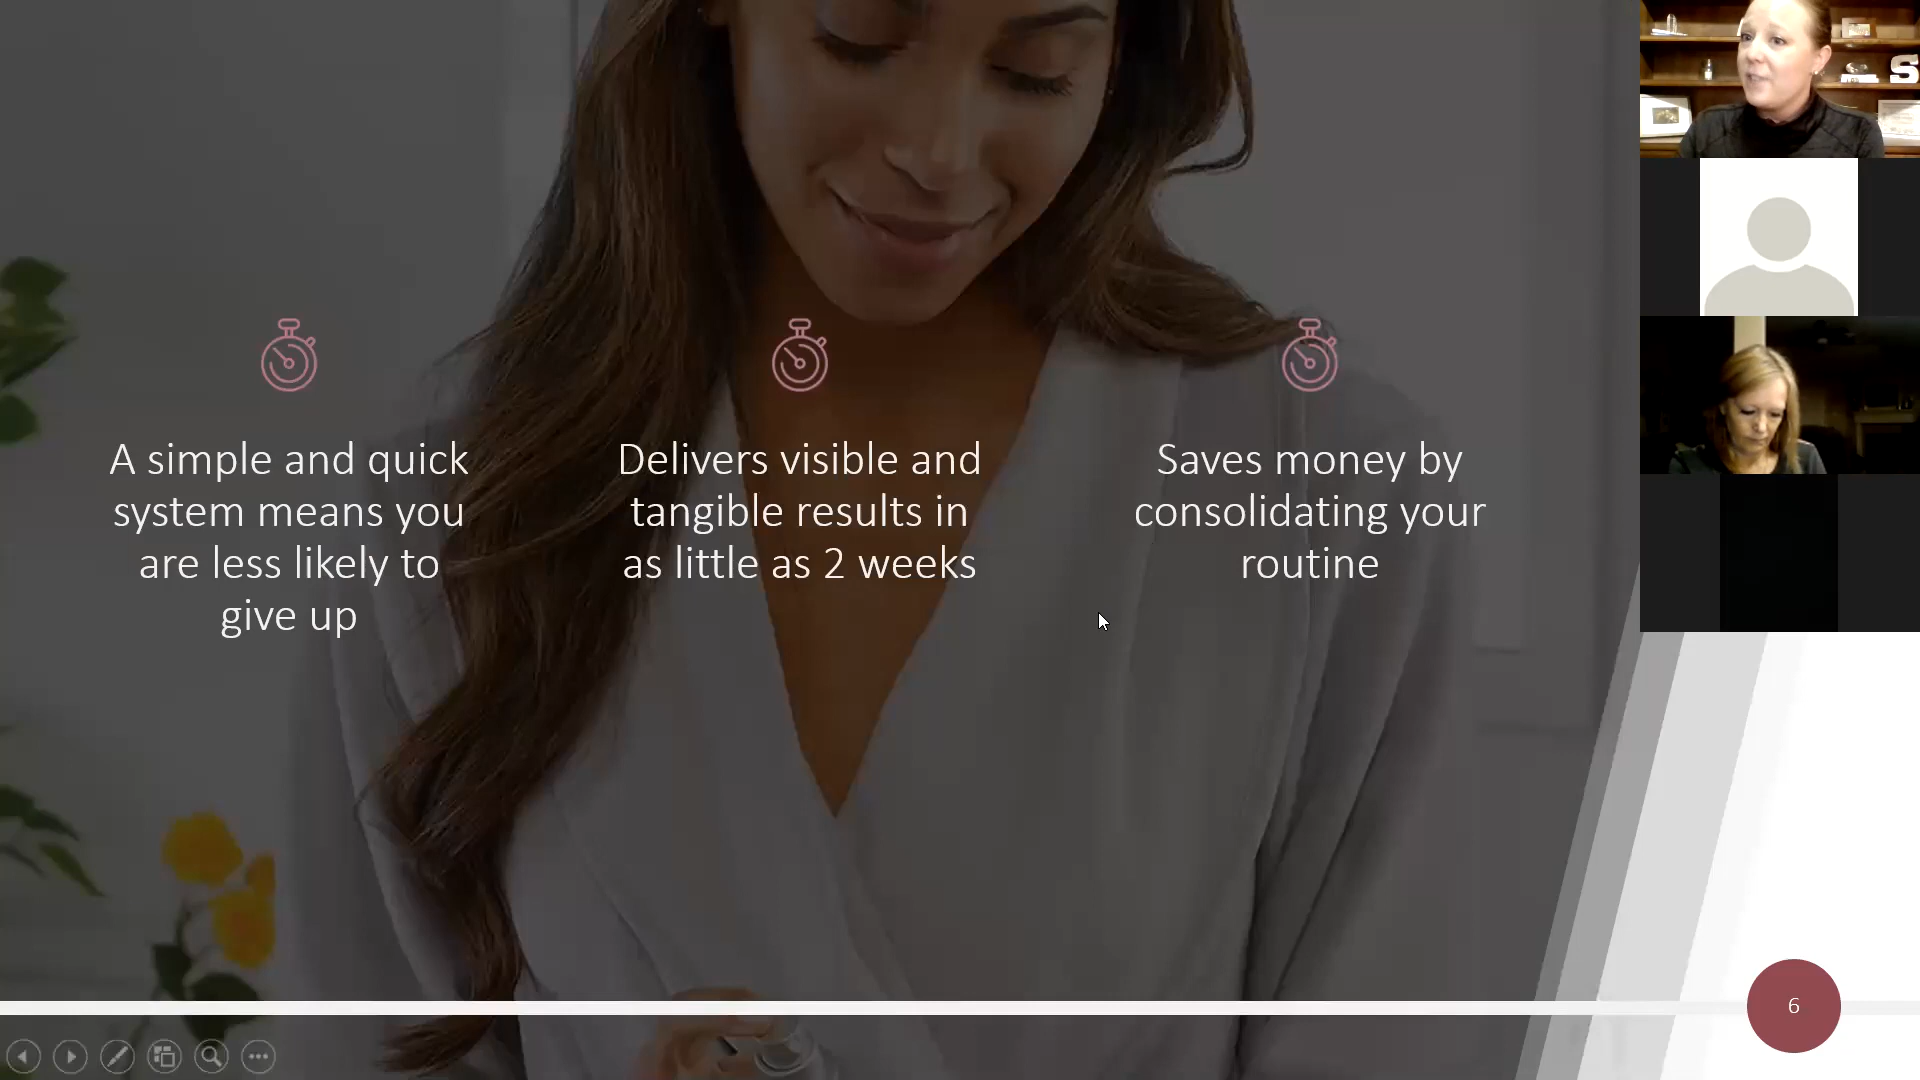 A simple and quick
system means you
are less likely to
give up
Delivers visible and
tangible results in
as little as 2 weeks
Saves money by
consolidating your
routine
S
6